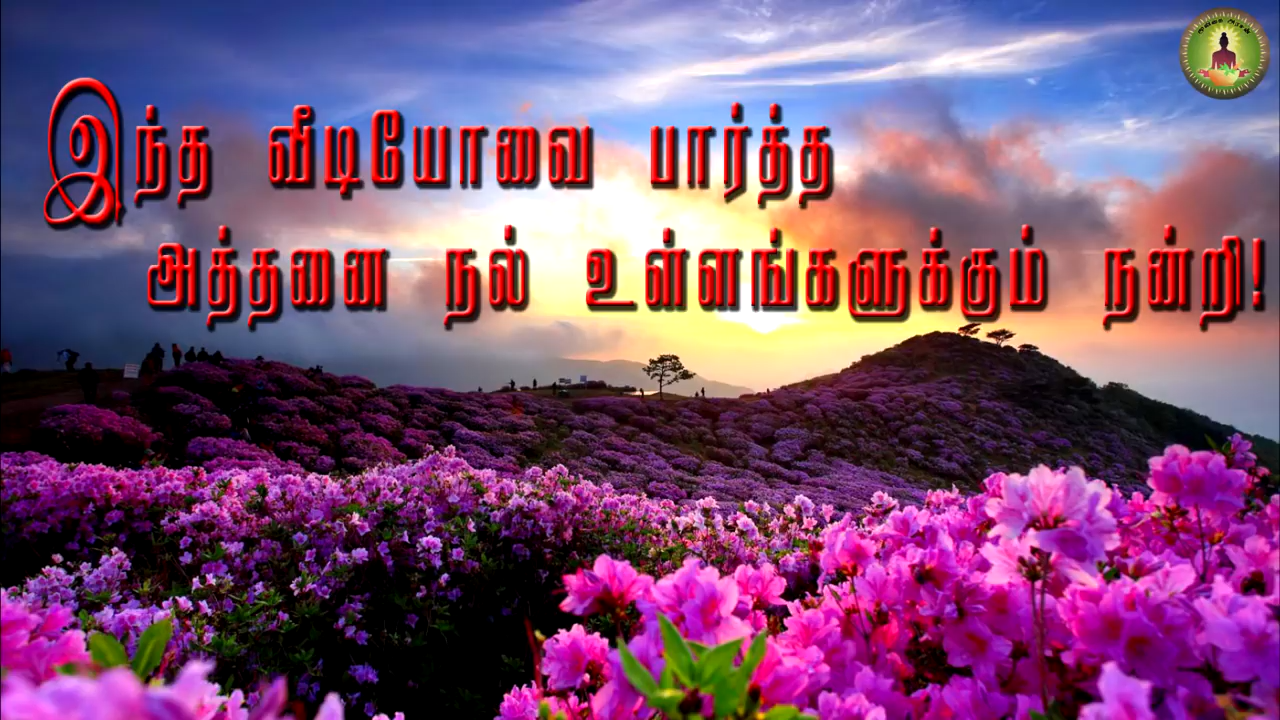 இந்த வீடியோவை பார்த்த
அத்தனை நல் உள்ளங்களுக்கும் நன்றி!